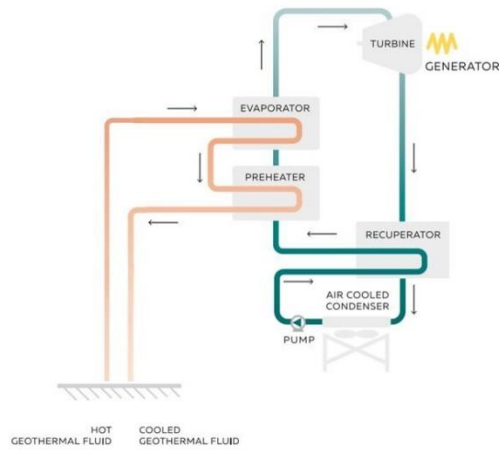 TURBINE
GENERATOR
EVAPORATOR
PREHEATER
RECUPERATOR
AIR COOLED
CONDENSER
PUMP
HOT
GEOTHERMAL FLUID
COOLED
GEOTHERMAL FLUID